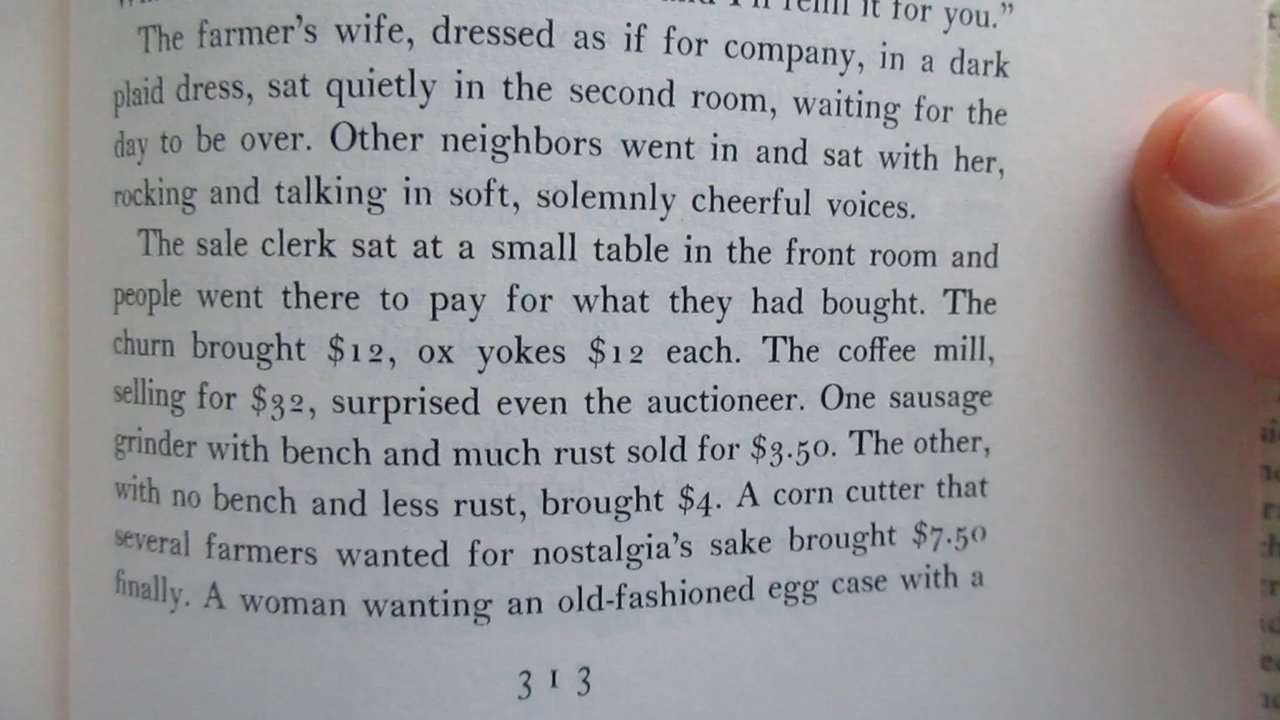 it for you.”
The farmer’s wife, dressed as if for company, in a dark
plaid dress, sat quietly in the second room, waiting for the
day to be over. Other neighbors went in and sat with her,
rocking and talking in soft, solemnly cheerful voices.
The sale clerk sat at a small table in the front room and
people went there to pay for what they had bought. The
churn brought $12, ox yokes $12 each. The coffee mill,
selling for $32, surprised even the auctioneer. One sausage
grinder with bench and much rust sold for $3.50. The other,
with no bench and less rust, brought $4. A corn cutter that
several farmers wanted for nostalgia’s sake brought $7.50
finally. A woman wanting an old-fashioned egg case with a
313